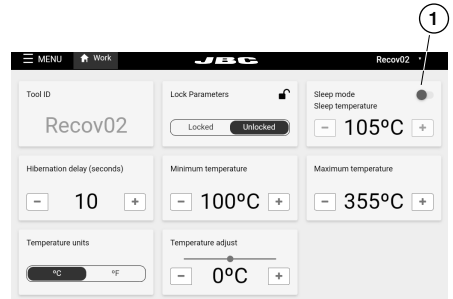 1
MENU Work JBC Recov02
Tool ID
Recov02
Lock Parameters
Locked Unlocked
Sleep mode
Sleep temperature
- 105ºC +
Hibernation delay (seconds)
- 10 +
Minimum temperature
- 100ºC +
Maximum temperature
- 355ºC +
Temperature units
ºC ºF
Temperature adjust
- 0ºC +